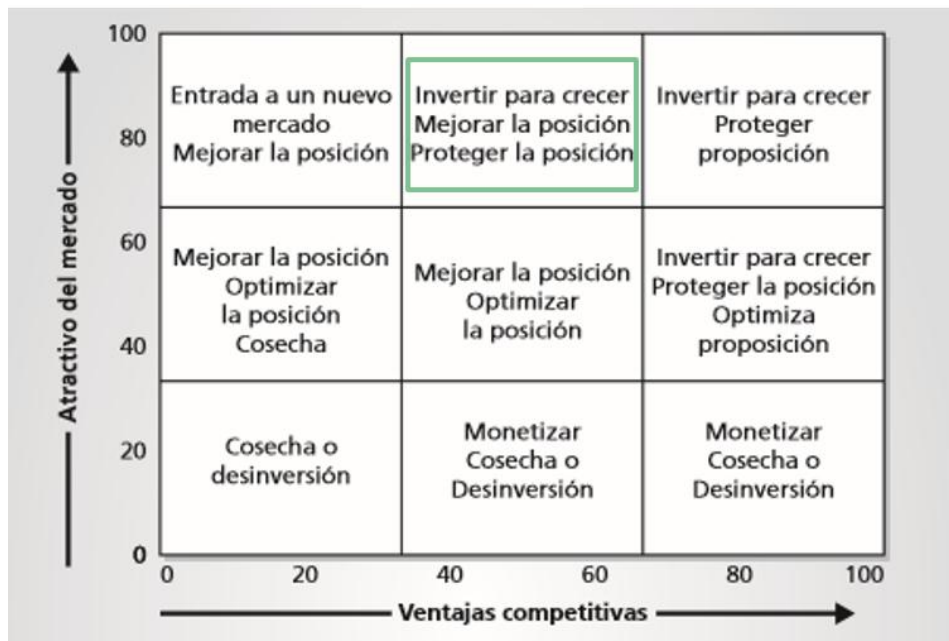 100
Entrada a un nuevo
mercado
Mejorar la posición
Invertir para crecer
Mejorar la posición
Proteger la posición
Invertir para crecer
Proteger
proposición
80
60
Mejorar la posición
Optimizar
la posición
Cosecha
Mejorar la posición
Optimizar
la posición
Invertir para crecer
Proteger la posición
Optimiza
proposición
40
20
Cosecha o
desinversión
Monetizar
Cosecha o
Desinversión
Monetizar
Cosecha o
Desinversión
0
Atractivo del mercado
0 20 40 60 80 100
Ventajas competitivas